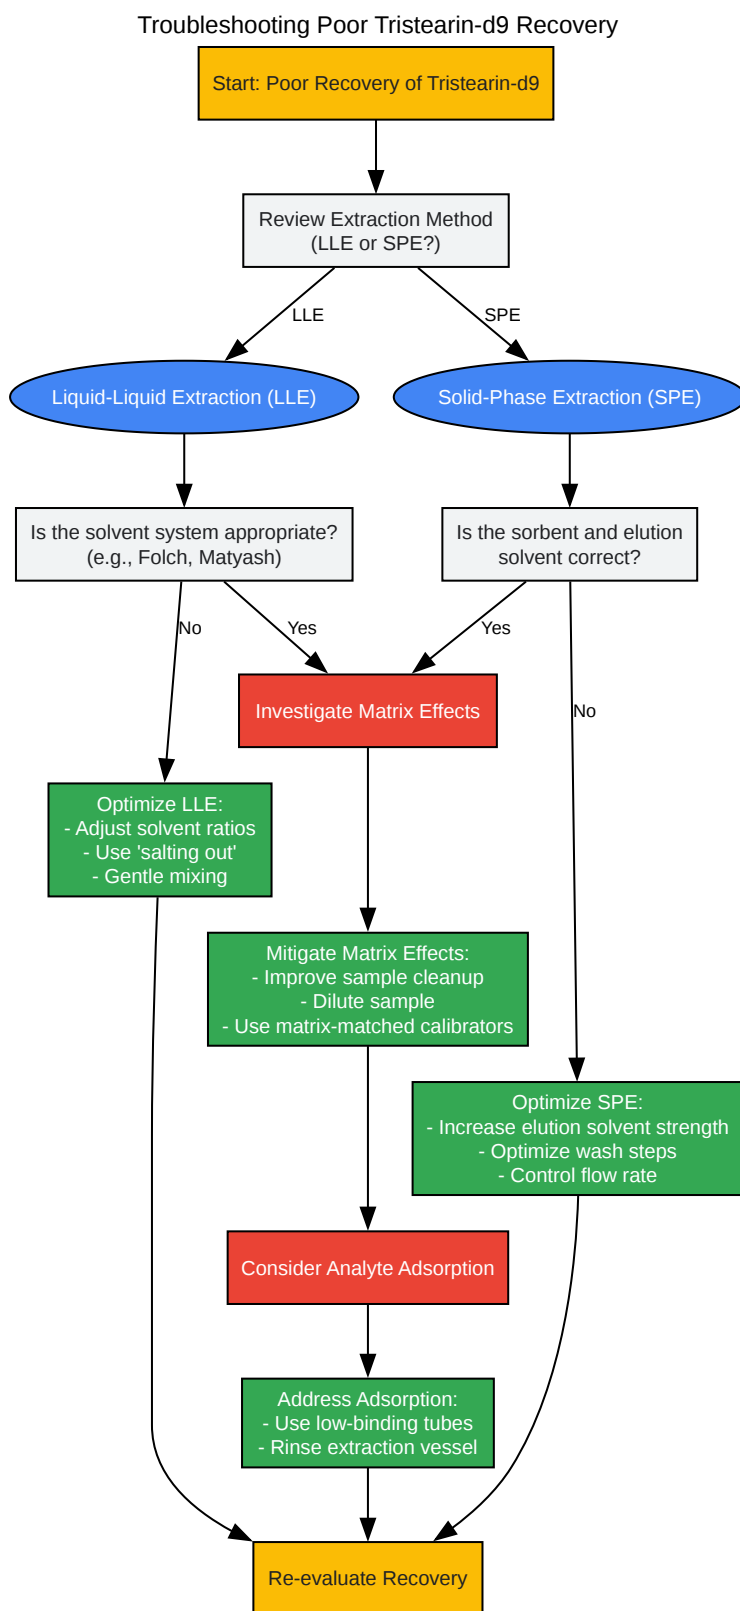 Troubleshooting Poor Tristearin-d9 Recovery
Start: Poor Recovery of Tristearin-d9
Review Extraction Method
(LLE or SPE?)
LLE
SPE
Liquid-Liquid Extraction (LLE)
Solid-Phase Extraction (SPE)
Is the solvent system appropriate?
(e.g., Folch, Matyash)
Is the sorbent and elution
solvent correct?
No
Yes
Yes
No
Investigate Matrix Effects
Optimize LLE:
- Adjust solvent ratios
- Use 'salting out'
- Gentle mixing
Mitigate Matrix Effects:
- Improve sample cleanup
- Dilute sample
- Use matrix-matched calibrators
Optimize SPE:
- Increase elution solvent strength
- Optimize wash steps
- Control flow rate
Consider Analyte Adsorption
Address Adsorption:
- Use low-binding tubes
- Rinse extraction vessel
Re-evaluate Recovery